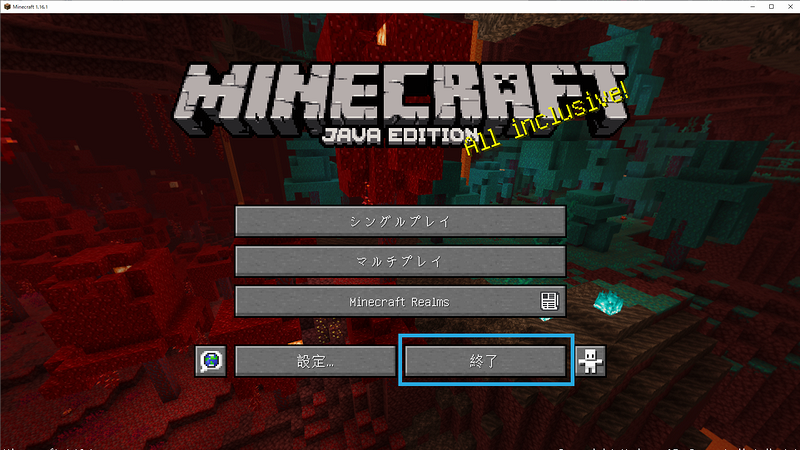 Minecraft 1.16.1
MINECRAFT
JAVA EDITION
All inclusive!
シングルプレイ
マルチプレイ
Minecraft Realms
設定...
終了